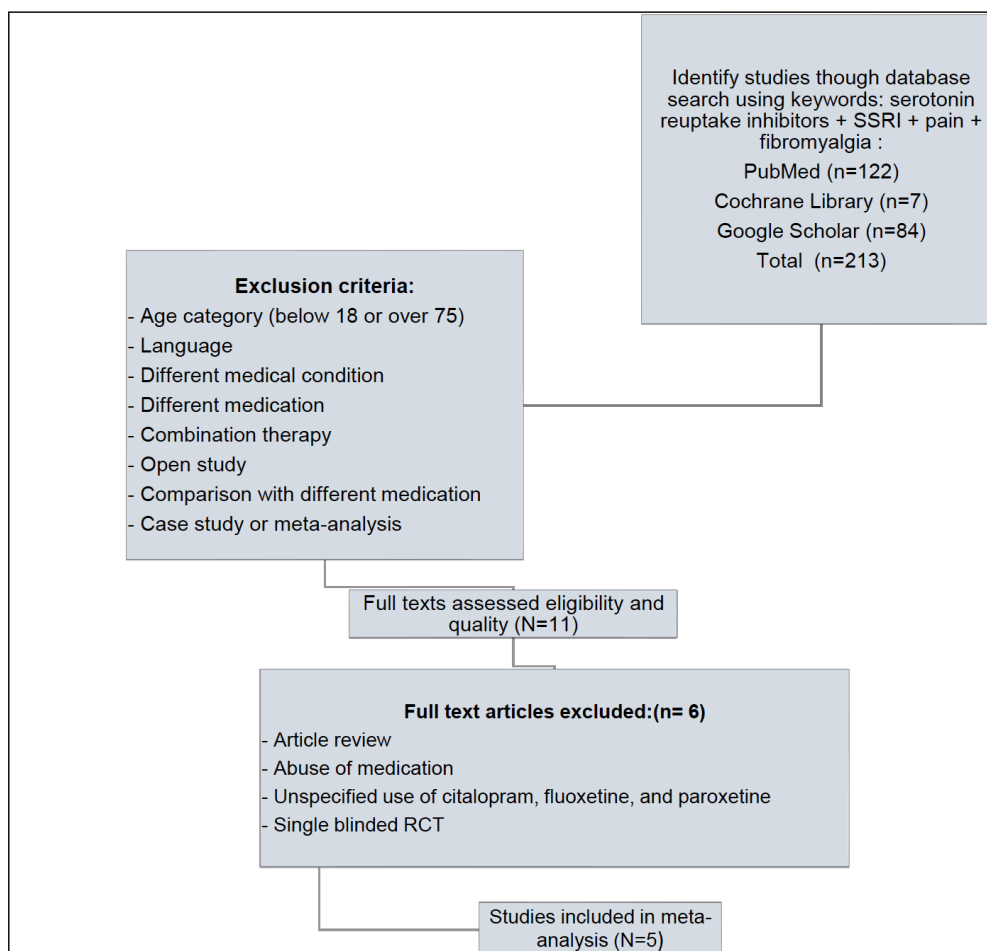 Identify studies though database
search using keywords: serotonin
reuptake inhibitors + SSRI + pain +
fibromyalgia :
PubMed (n=122)
Cochrane Library (n=7)
Google Scholar (n=84)
Total (n=213)
Exclusion criteria:
- Age category (below 18 or over 75)
- Language
- Different medical condition
- Different medication
- Combination therapy
- Open study
- Comparison with different medication
- Case study or meta-analysis
Full texts assessed eligibility and
quality (N=11)
Full text articles excluded:(n= 6)
- Article review
- Abuse of medication
- Unspecified use of citalopram, fluoxetine, and paroxetine
- Single blinded RCT
Studies included in meta-
analysis (N=5)